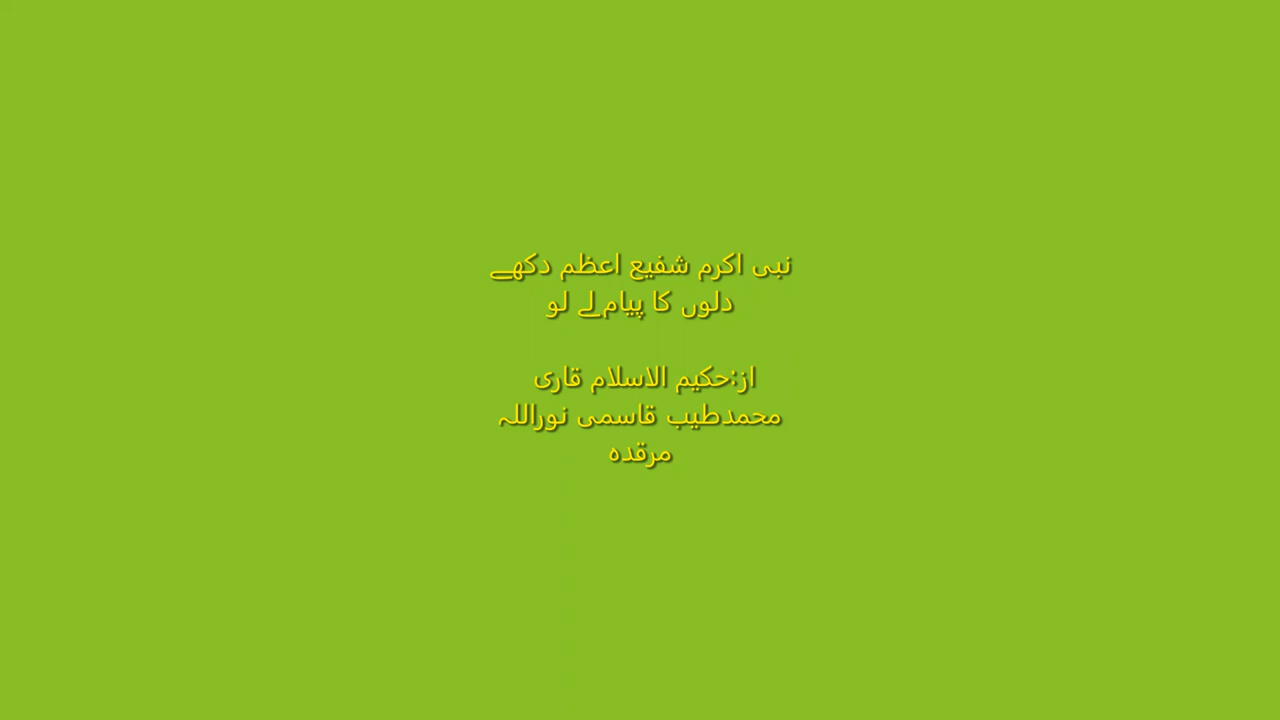 نبی اکرم شفیع اعظم دکھے
دلوں کا پیام لے لو
از:حکیم الاسلام قاری
محمدطیب قاسمی نوراللہ
مرقدہ